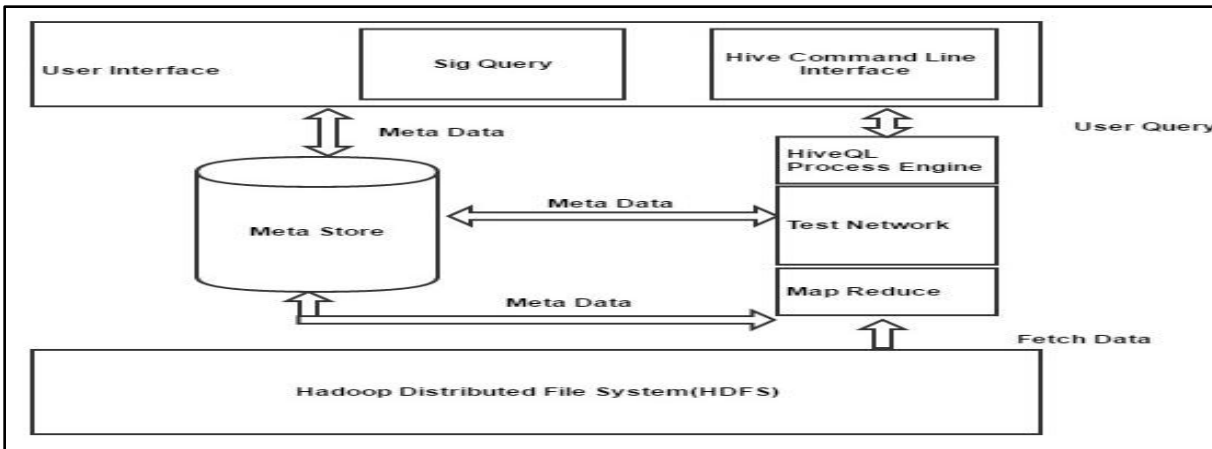 User Interface
Sig Query
Hive Command Line
Interface
Meta Data
User Query
HiveQL
Process Engine
Meta Data
Meta Store
Test Network
Map Reduce
Meta Data
Fetch Data
Hadoop Distributed File System(HDFS)